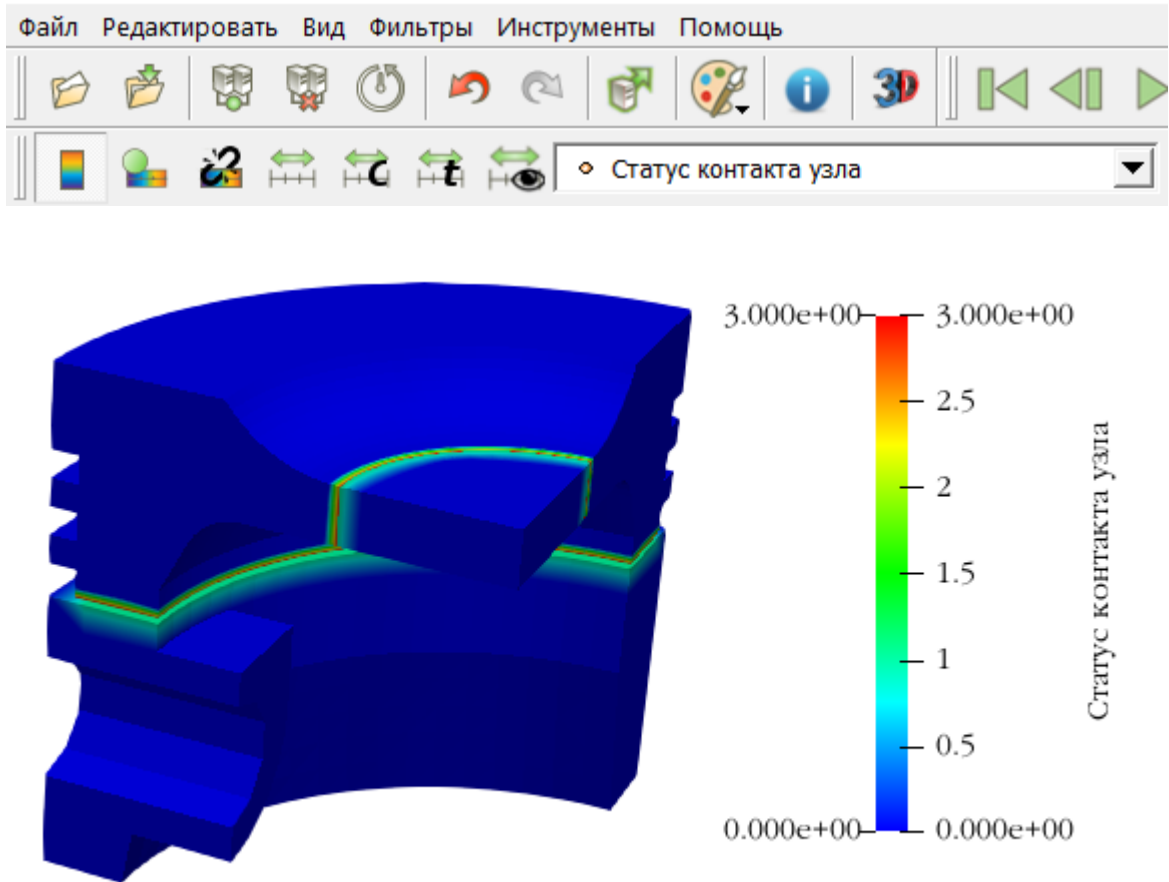 Файл Редактировать Вид Фильтры Инструменты Помощь
i 3D
C t Статус контакта узла
3.000e+00 3.000e+00
2.5
2
1.5
1
0.5
0.000e+00 0.000e+00
Статус контакта узла